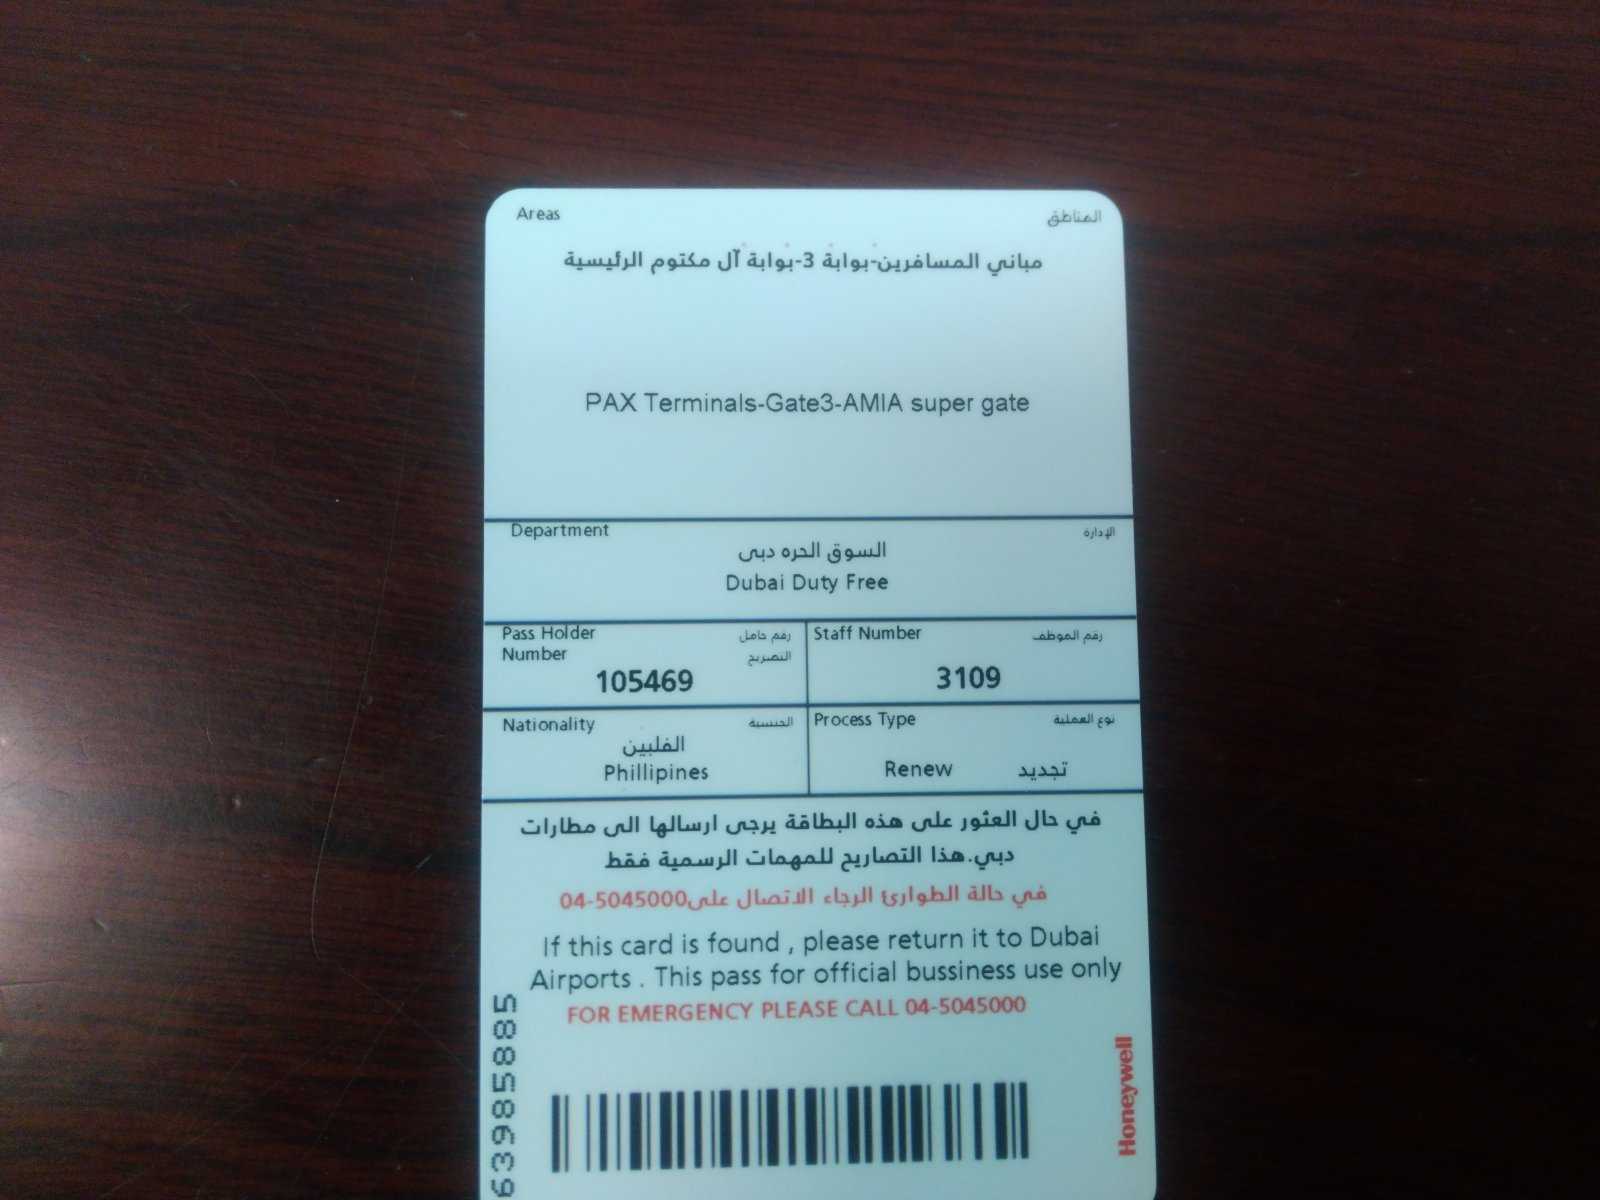 Areas
المناطق
مباني المسافرين-بوابة 3-بوابة آل مكتوم الرئيسية
PAX Terminals-Gate3-AMIA super gate
Department
الإدارة
السوق الحره دبى
Dubai Duty Free
Pass Holder
Number
رقم حامل
التصريح
105469
Staff Number
رقم الموظف
3109
Nationality
الجنسية
الفلبين
Phillipines
Process Type
نوع العملية
Renew
تجديد
في حال العثور على هذه البطاقة يرجى ارسالها الى مطارات
دبي.هذا التصاريح للمهمات الرسمية فقط
في حالة الطوارئ الرجاء الاتصال على04-5045000
If this card is found , please return it to Dubai
Airports . This pass for official bussiness use only
FOR EMERGENCY PLEASE CALL 04-5045000
63985885
Honeywell